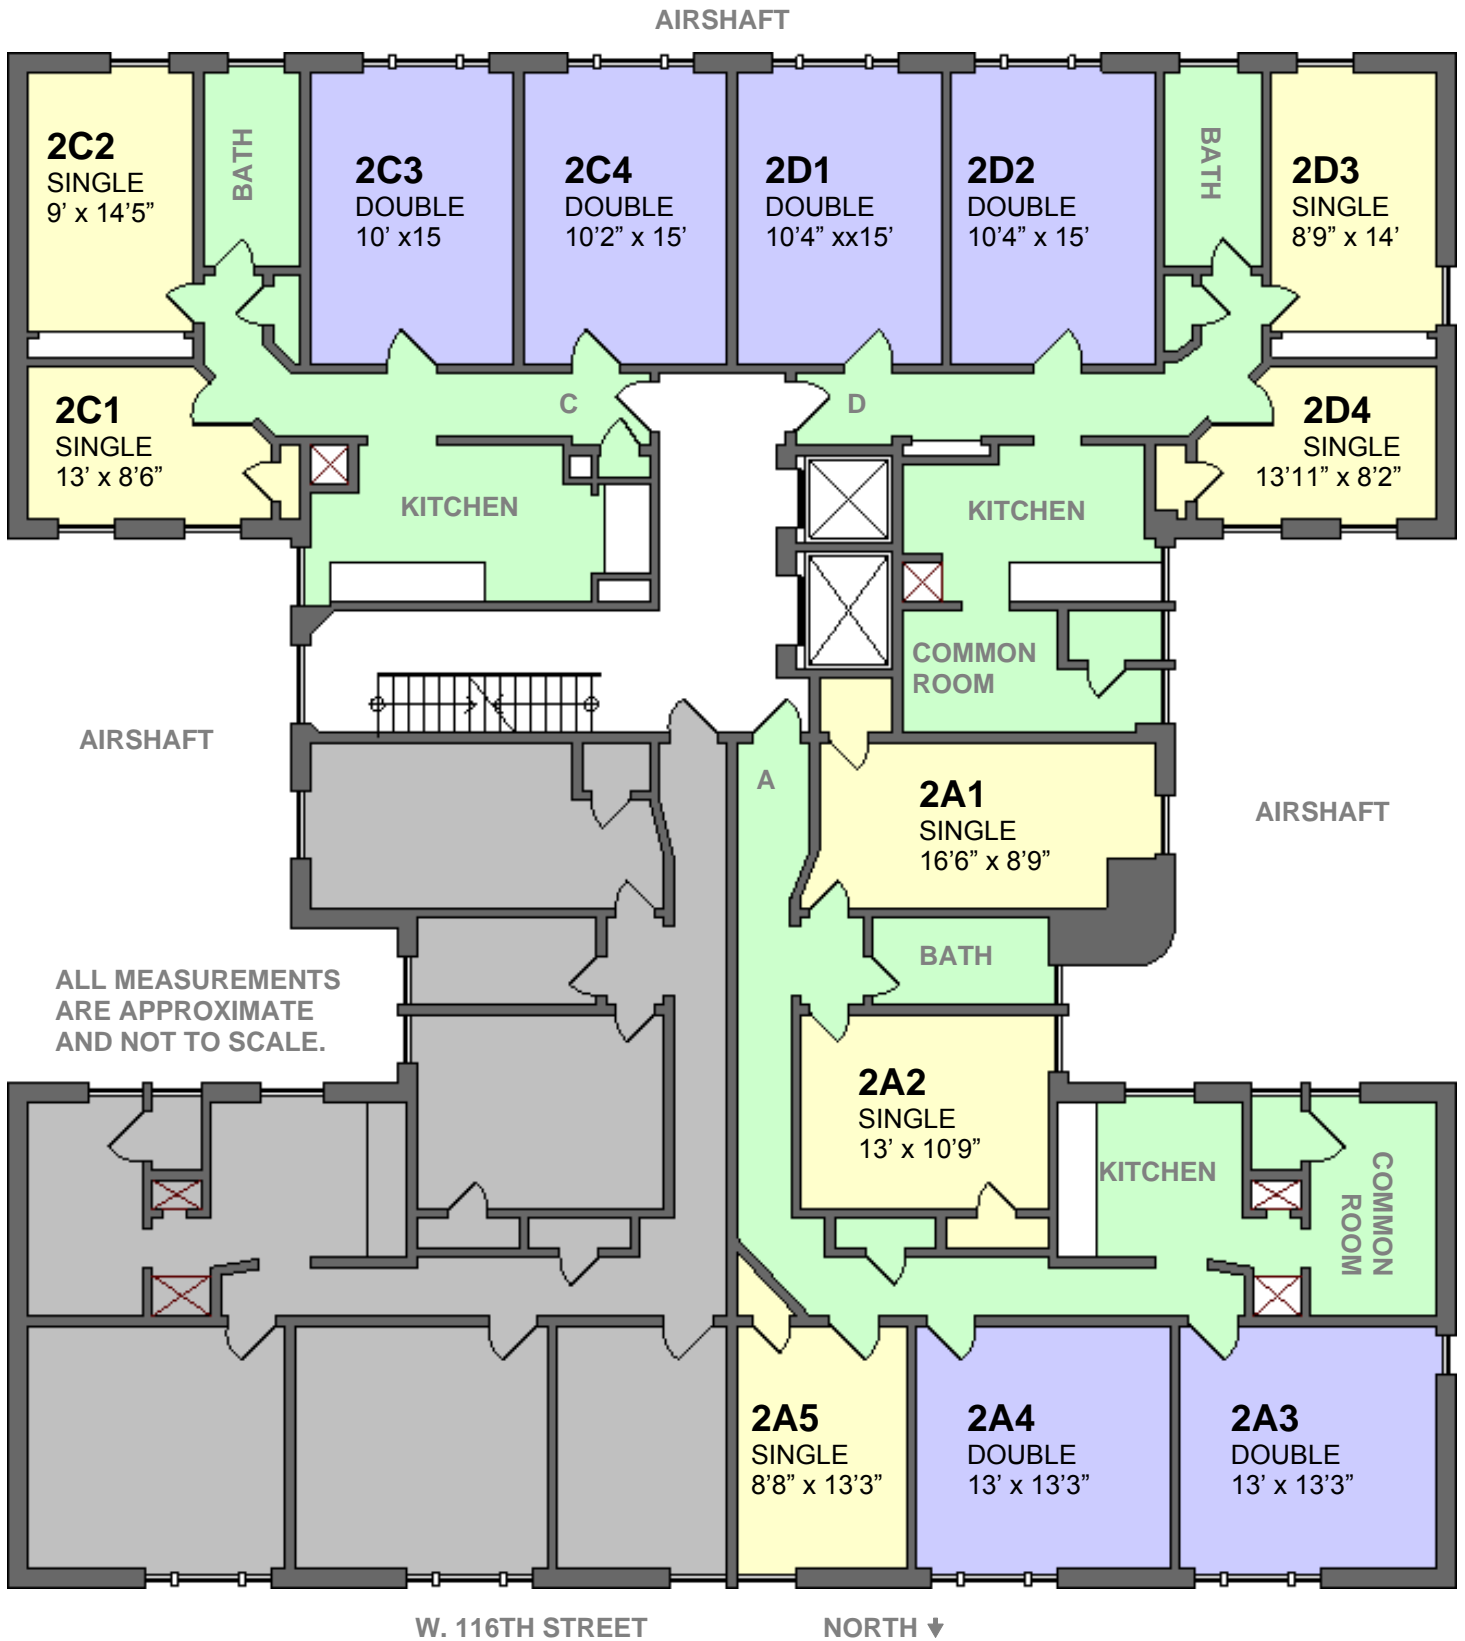 AIRSHAFT
2C2
SINGLE
9’ x 14’5”
BATH
2C3
DOUBLE
10’ x15
2C4
DOUBLE
10’2” x 15’
2D1
DOUBLE
10’4” xx15’
2D2
DOUBLE
10’4” x 15’
BATH
2D3
SINGLE
8’9” x 14’
2C1
SINGLE
13’ x 8’6”
C
D
2D4
SINGLE
13’11” x 8’2”
KITCHEN
KITCHEN
COMMON
ROOM
AIRSHAFT
A
2A1
SINGLE
16’6” x 8’9”
AIRSHAFT
BATH
ALL MEASUREMENTS
ARE APPROXIMATE
AND NOT TO SCALE.
2A2
SINGLE
13’ x 10’9”
KITCHEN
COMMON
ROOM
2A5
SINGLE
8’8” x 13’3”
2A4
DOUBLE
13’ x 13’3”
2A3
DOUBLE
13’ x 13’3”
W. 116TH STREET
NORTH